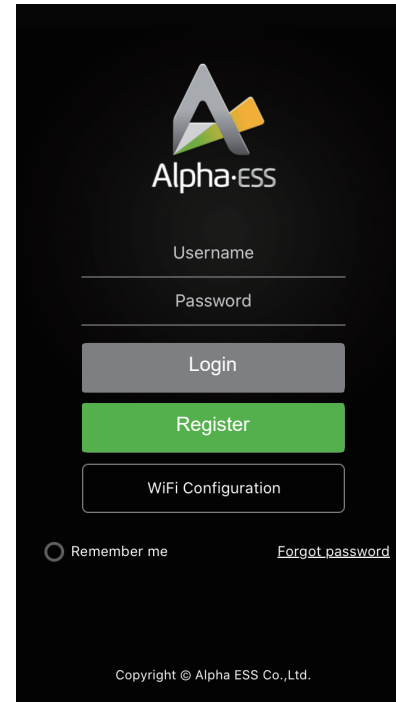 Alpha·ESS
Username
Password
Login
Register
WiFi Configuration
Remember me Forgot password
Copyright © Alpha ESS Co.,Ltd.